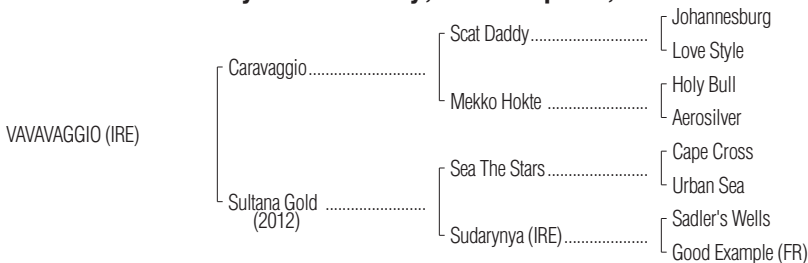 Johannesburg
Scat Daddy
Love Style
Caravaggio
Holy Bull
Mekko Hokte
Aerosilver
VAVAVAGGIO (IRE)
Cape Cross
Sea The Stars
Urban Sea
Sultana Gold
(2012)
Sadler's Wells
Sudarynya (IRE)
Good Example (FR)